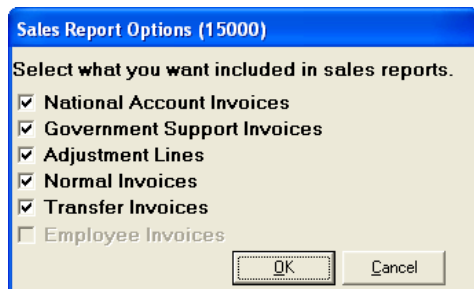 Sales Report Options (15000)
Select what you want included in sales reports.
National Account Invoices
Government Support Invoices
Adjustment Lines
Normal Invoices
Transfer Invoices
Employee Invoices
OK Cancel